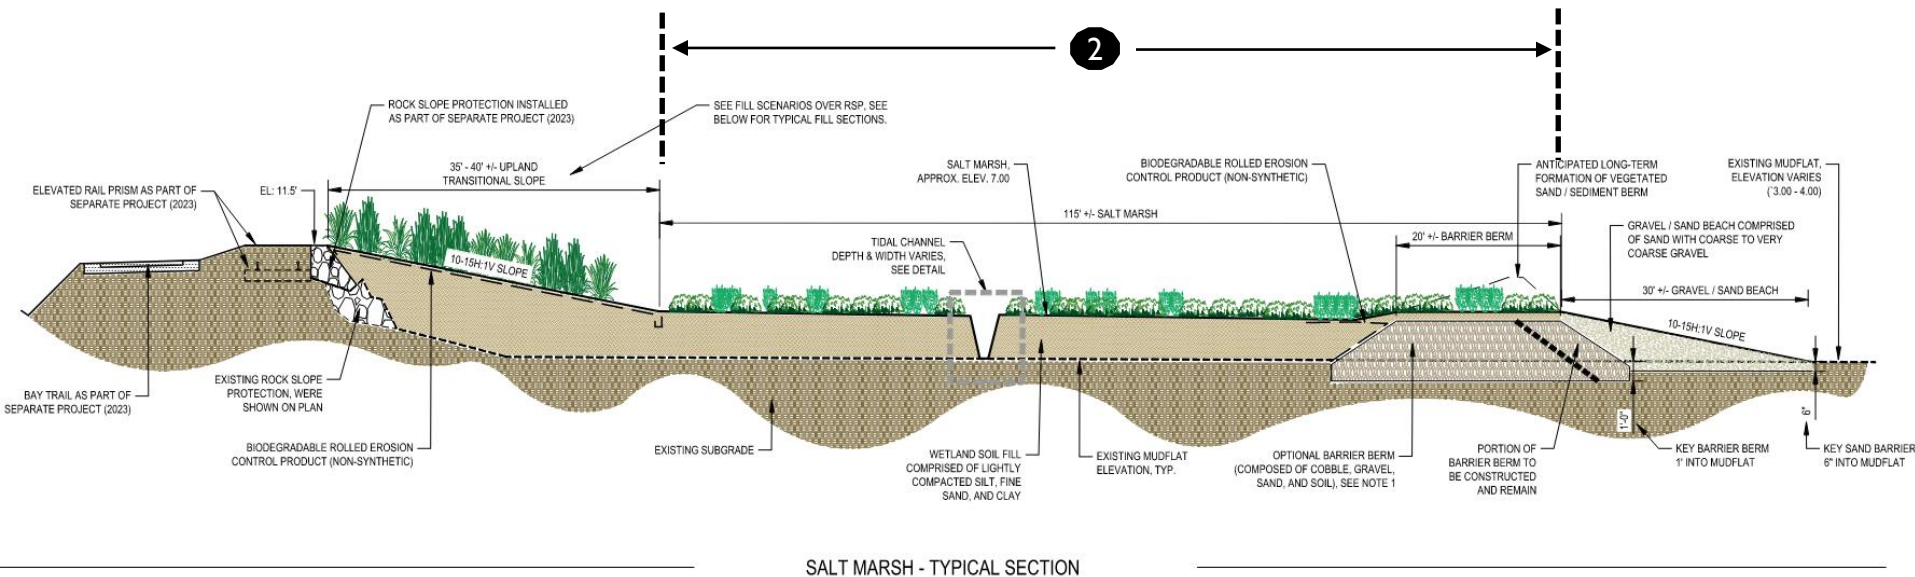 2
ROCK SLOPE PROTECTION INSTALLED
AS PART OF SEPARATE PROJECT (2023)
SEE FILL SCENARIOS OVER RSP, SEE
BELOW FOR TYPICAL FILL SECTIONS.
35' - 40' +/- UPLAND
TRANSITIONAL SLOPE
SALT MARSH,
APPROX. ELEV. 7.00
BIODEGRADABLE ROLLED EROSION
CONTROL PRODUCT (NON-SYNTHETIC)
ANTICIPATED LONG-TERM
FORMATION OF VEGETATED
SAND / SEDIMENT BERM
EXISTING MUDFLAT,
ELEVATION VARIES
(~3.00 - 4.00)
ELEVATED RAIL PRISM AS PART OF
SEPARATE PROJECT (2023)
EL: 11.5'
115' +/- SALT MARSH
GRAVEL / SAND BEACH COMPRISED
OF SAND WITH COARSE TO VERY
COARSE GRAVEL
20' +/- BARRIER BERM
TIDAL CHANNEL
DEPTH & WIDTH VARIES,
SEE DETAIL
10-15H:1V SLOPE
30' +/- GRAVEL / SAND BEACH
10-15H:1V SLOPE
BAY TRAIL AS PART OF
SEPARATE PROJECT (2023)
EXISTING ROCK SLOPE
PROTECTION, WERE
SHOWN ON PLAN
BIODEGRADABLE ROLLED EROSION
CONTROL PRODUCT (NON-SYNTHETIC)
EXISTING SUBGRADE
WETLAND SOIL FILL
COMPRISED OF LIGHTLY
COMPACTED SILT, FINE
SAND, AND CLAY
EXISTING MUDFLAT
ELEVATION, TYP.
OPTIONAL BARRIER BERM
(COMPOSED OF COBBLE, GRAVEL,
SAND, AND SOIL), SEE NOTE 1
PORTION OF
BARRIER BERM TO
BE CONSTRUCTED
AND REMAIN
1'-0"
KEY BARRIER BERM
1' INTO MUDFLAT
6"
KEY SAND BARRIER
6" INTO MUDFLAT
SALT MARSH - TYPICAL SECTION